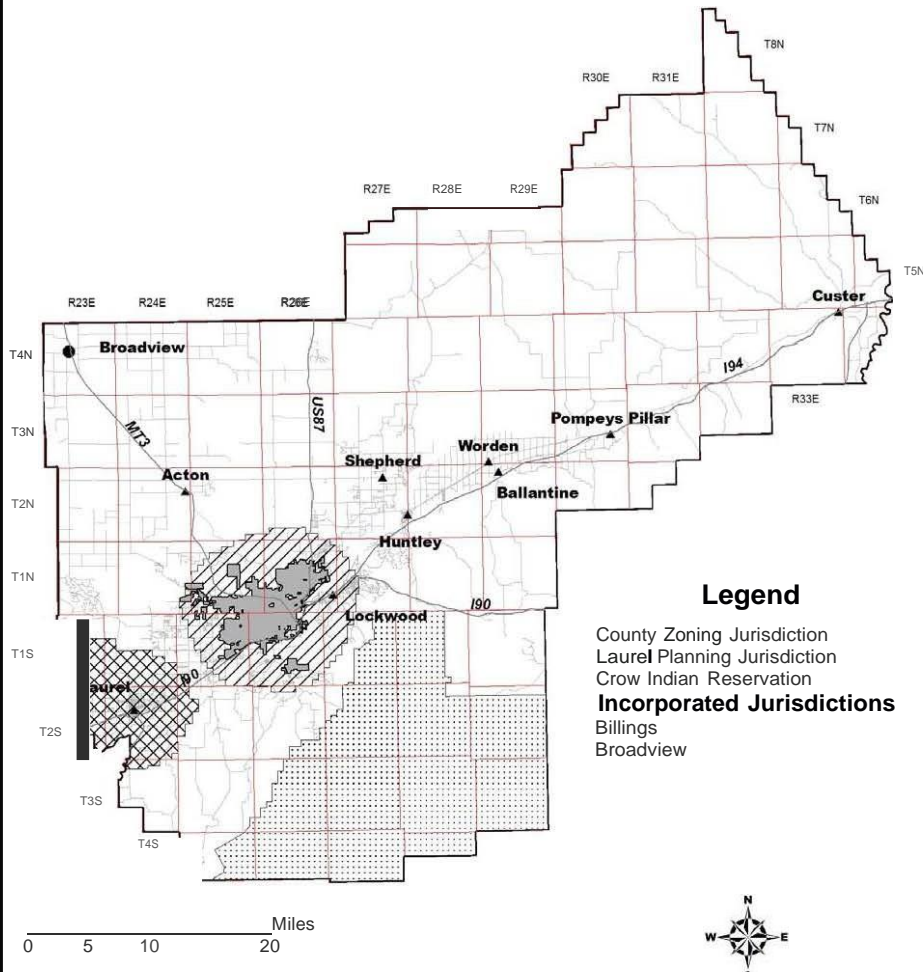 T8N
R30E R31E
T7N
R27E R28E R29E
T6N
T5N
R23E R24E R25E R26E
Custer
T4N
Broadview
I94
R33E
US87
T3N
MT3
Pompeys Pillar
Worden
Shepherd
Acton
Ballantine
T2N
Huntley
T1N
Legend
I90
Lockwood
County Zoning Jurisdiction
T1S
Laurel Planning Jurisdiction
I90
Crow Indian Reservation
aurel
Incorporated Jurisdictions
Billings
T2S
Broadview
T3S
T4S
Miles
0 5 10 20
N
W E